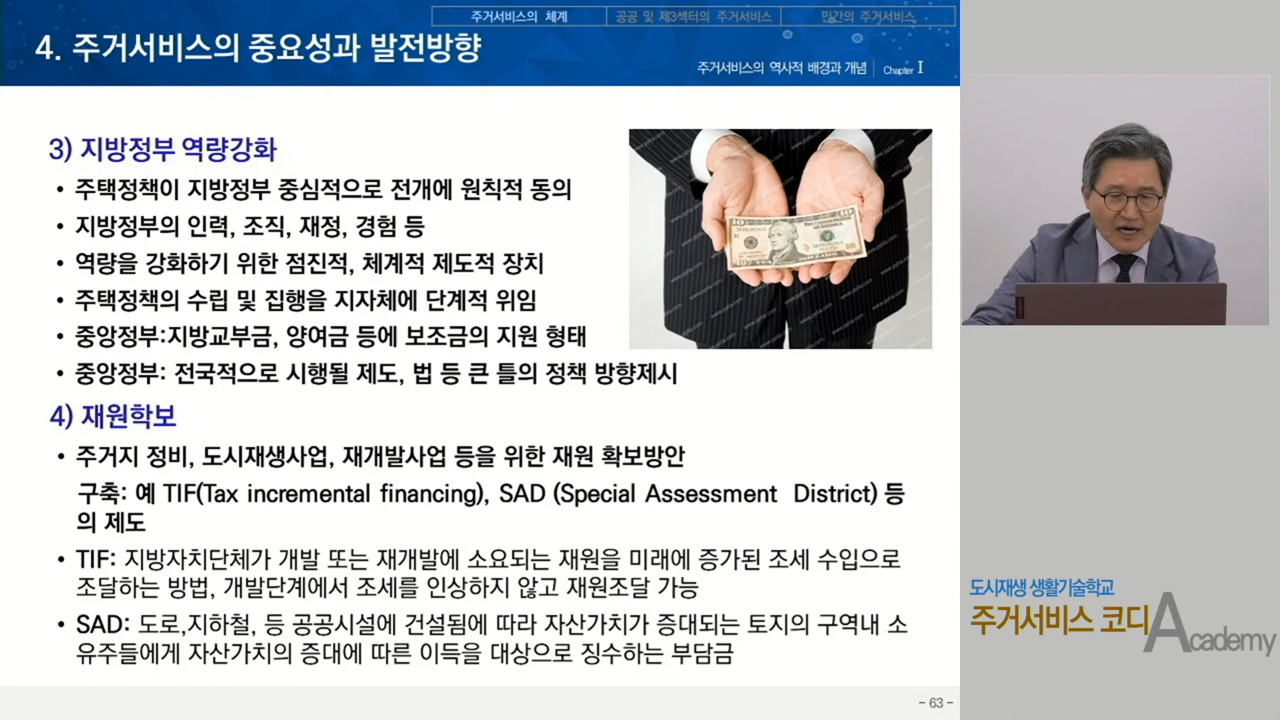 주거서비스의 체계
공공 및 제3섹터의 주거서비스
민간의 주거서비스
4. 주거서비스의 중요성과 발전방향
주거서비스의 역사적 배경과 개념 Chapter I
3) 지방정부 역량강화
• 주택정책이 지방정부 중심적으로 전개에 원칙적 동의
• 지방정부의 인력, 조직, 재정, 경험 등
• 역량을 강화하기 위한 점진적, 체계적 제도적 장치
• 주택정책의 수립 및 집행을 지자체에 단계적 위임
• 중앙정부:지방교부금, 양여금 등에 보조금의 지원 형태
• 중앙정부: 전국적으로 시행될 제도, 법 등 큰 틀의 정책 방향제시
4) 재원학보
• 주거지 정비, 도시재생사업, 재개발사업 등을 위한 재원 확보방안
구축: 예 TIF(Tax incremental financing), SAD (Special Assessment District) 등
의 제도
• TIF: 지방자치단체가 개발 또는 재개발에 소요되는 재원을 미래에 증가된 조세 수입으로
조달하는 방법, 개발단계에서 조세를 인상하지 않고 재원조달 가능
• SAD: 도로,지하철, 등 공공시설에 건설됨에 따라 자산가치가 증대되는 토지의 구역내 소
유주들에게 자산가치의 증대에 따른 이득을 대상으로 징수하는 부담금
- 63 -
도시재생 생활기술학교
주거서비스 코디 Academy